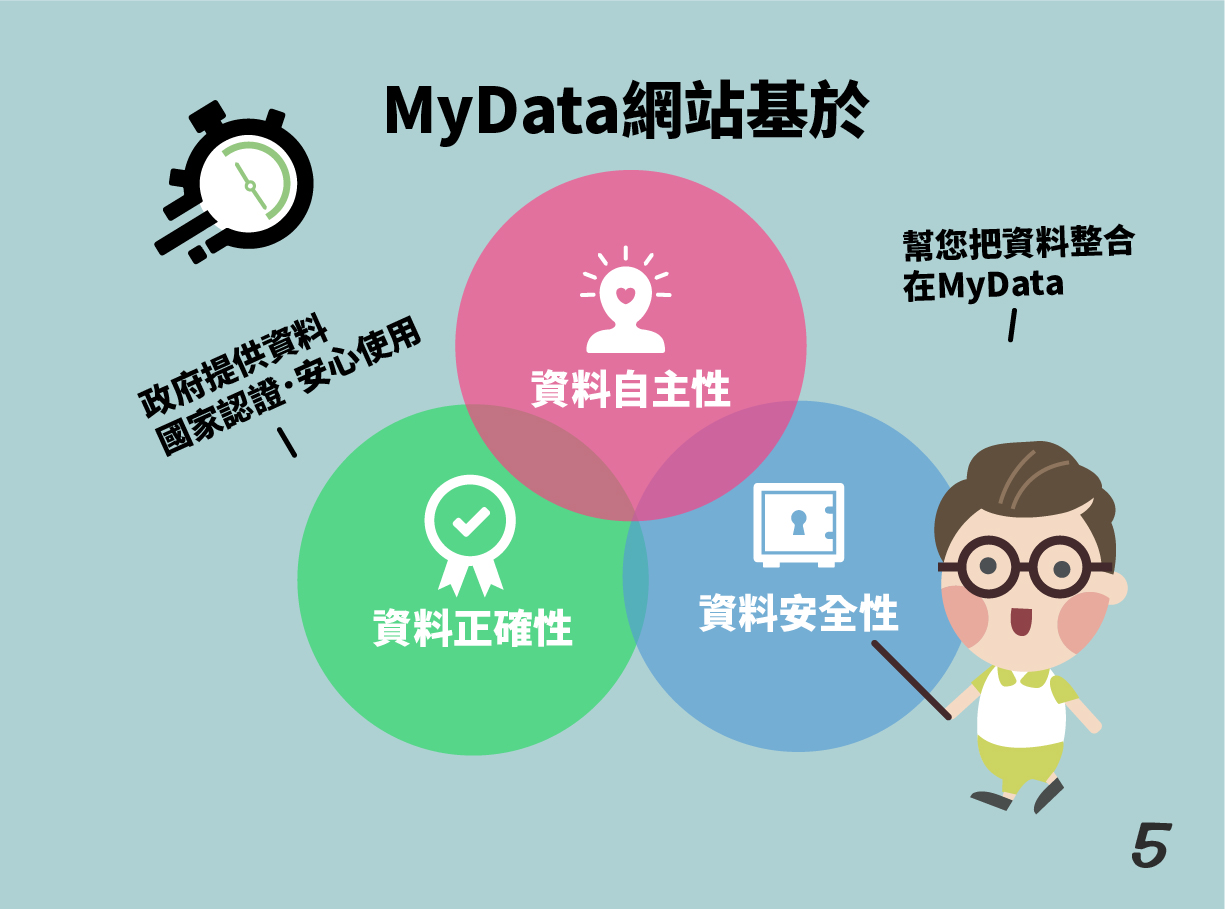 MyData網站基於
幫您把資料整合
在MyData
政府提供資料
國家認證·安心使用
資料自主性
資料正確性
資料安全性
5